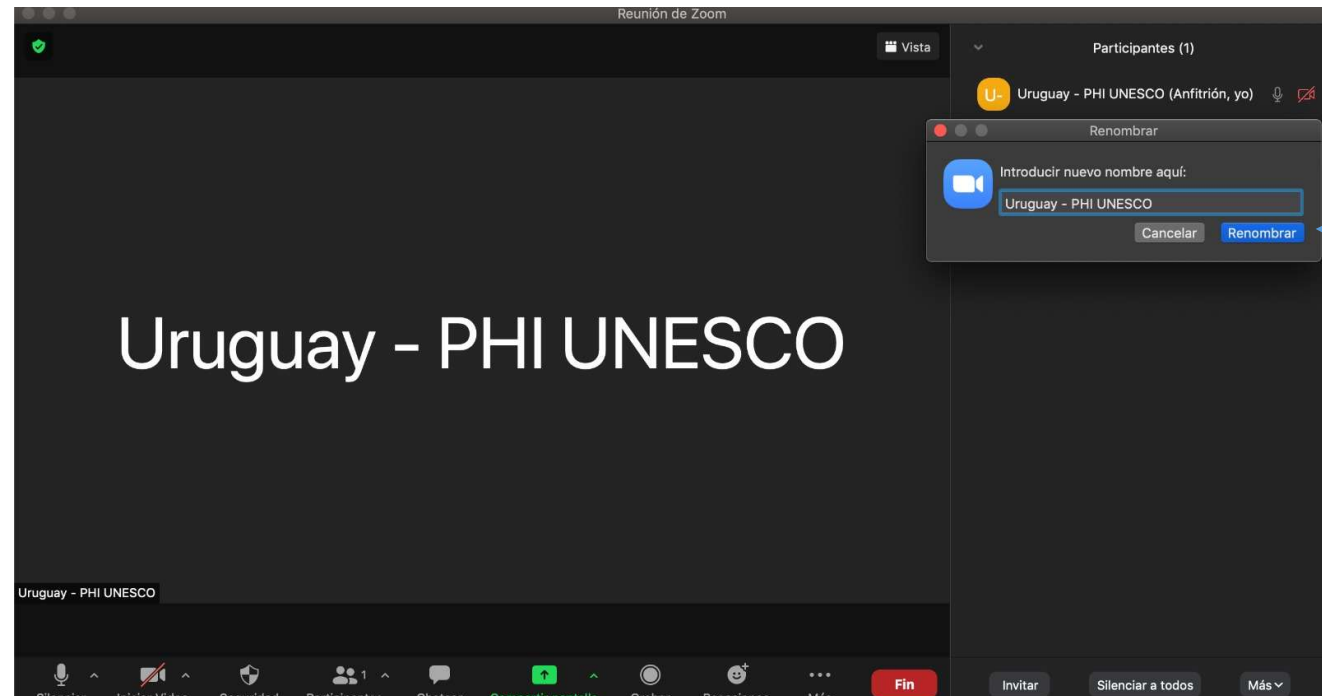 Reunión de Zoom
Vista
Participantes (1)
U-
Uruguay - PHI UNESCO (Anfitrión, yo)
Renombrar
Introducir nuevo nombre aquí:
Uruguay - PHI UNESCO
Cancelar
Renombrar
Uruguay - PHI UNESCO
Uruguay - PHI UNESCO
1
Fin
Invitar
Silenciar a todos
Más